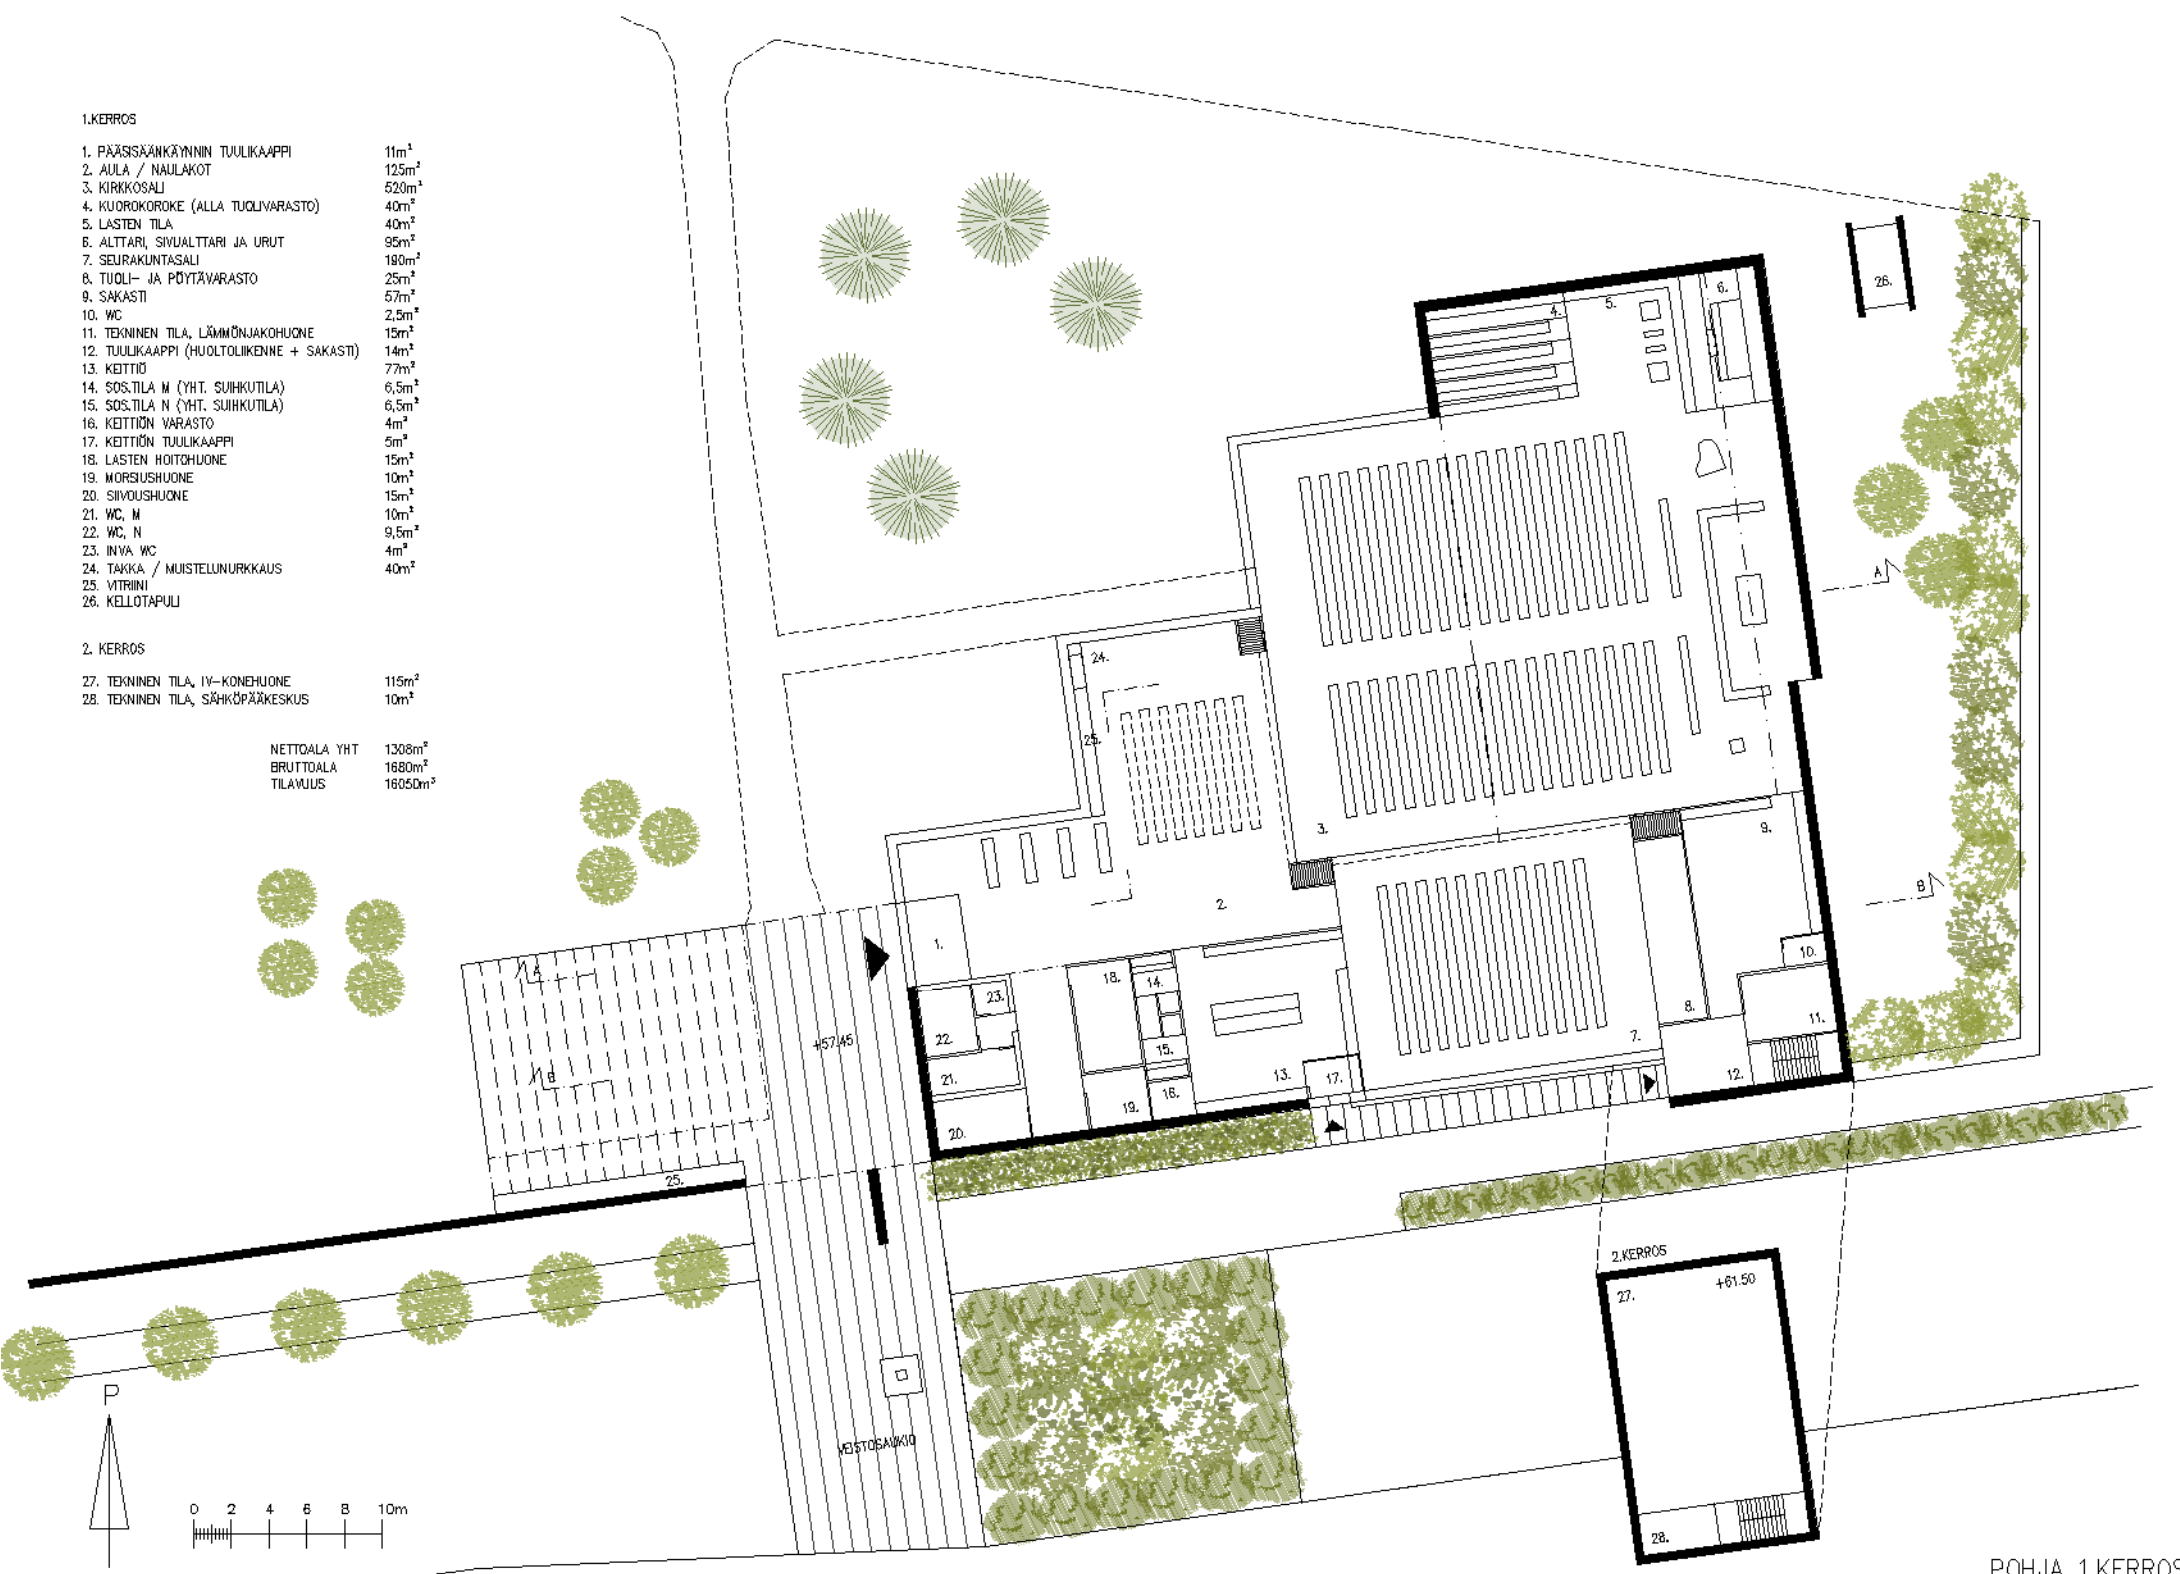 1.KERROS
1. PÄÄSISÄÄNKÄYNNIN TUULIKAAPPI 11m²
2. AULA / NAULAKOT 125m²
3. KIRKKOSALI 520m²
4. KUOROKOROKE (ALLA TUOLIVARASTO) 40m²
5. LASTEN TILA 40m²
6. ALTTARI, SIVUALTTARI JA URUT 95m²
7. SEURAKUNTASALI 190m²
8. TUOLI- JA PÖYTÄVARASTO 25m²
9. SAKASTI 57m²
10. WC 2,5m²
11. TEKNINEN TILA, LÄMMÖNJAKOHUONE 15m²
12. TUULIKAAPPI (HUOLTOLIIKENNE + SAKASTI) 14m²
13. KEITTIÖ 77m²
14. SOS.TILA M (YHT. SUIHKUTILA) 6,5m²
15. SOS.TILA N (YHT. SUIHKUTILA) 6,5m²
16. KEITTIÖN VARASTO 4m²
17. KEITTIÖN TUULIKAAPPI 5m²
18. LASTEN HOITOHUONE 15m²
19. MORSIUSHUONE 10m²
20. SIIVOUSHUONE 15m²
21. WC, M 10m²
22. WC, N 9,5m²
23. INVA WC 4m²
24. TAKKA / MUISTELUNURKKAUS 40m²
25. VITRIINI
26. KELLOTAPULI
2. KERROS
27. TEKNINEN TILA, IV-KONEHUONE 115m²
28. TEKNINEN TILA, SÄHKÖPÄÄKESKUS 10m²
NETTOALA YHT 1308m²
BRUTTOALA 1680m²
TILAVUUS 16050m³
26.
6.
5.
4.
A
24.
25.
3.
9.
B
2.
1.
10.
A
18.
14.
23.
8.
11.
+57.45
22.
7.
15.
B
21.
13.
17.
12.
16.
19.
20.
25.
2.KERROS
+61.50
27.
P
VEISTOSAUKIO
0 2 4 6 8 10m
28.
POHJA 1.KERROS